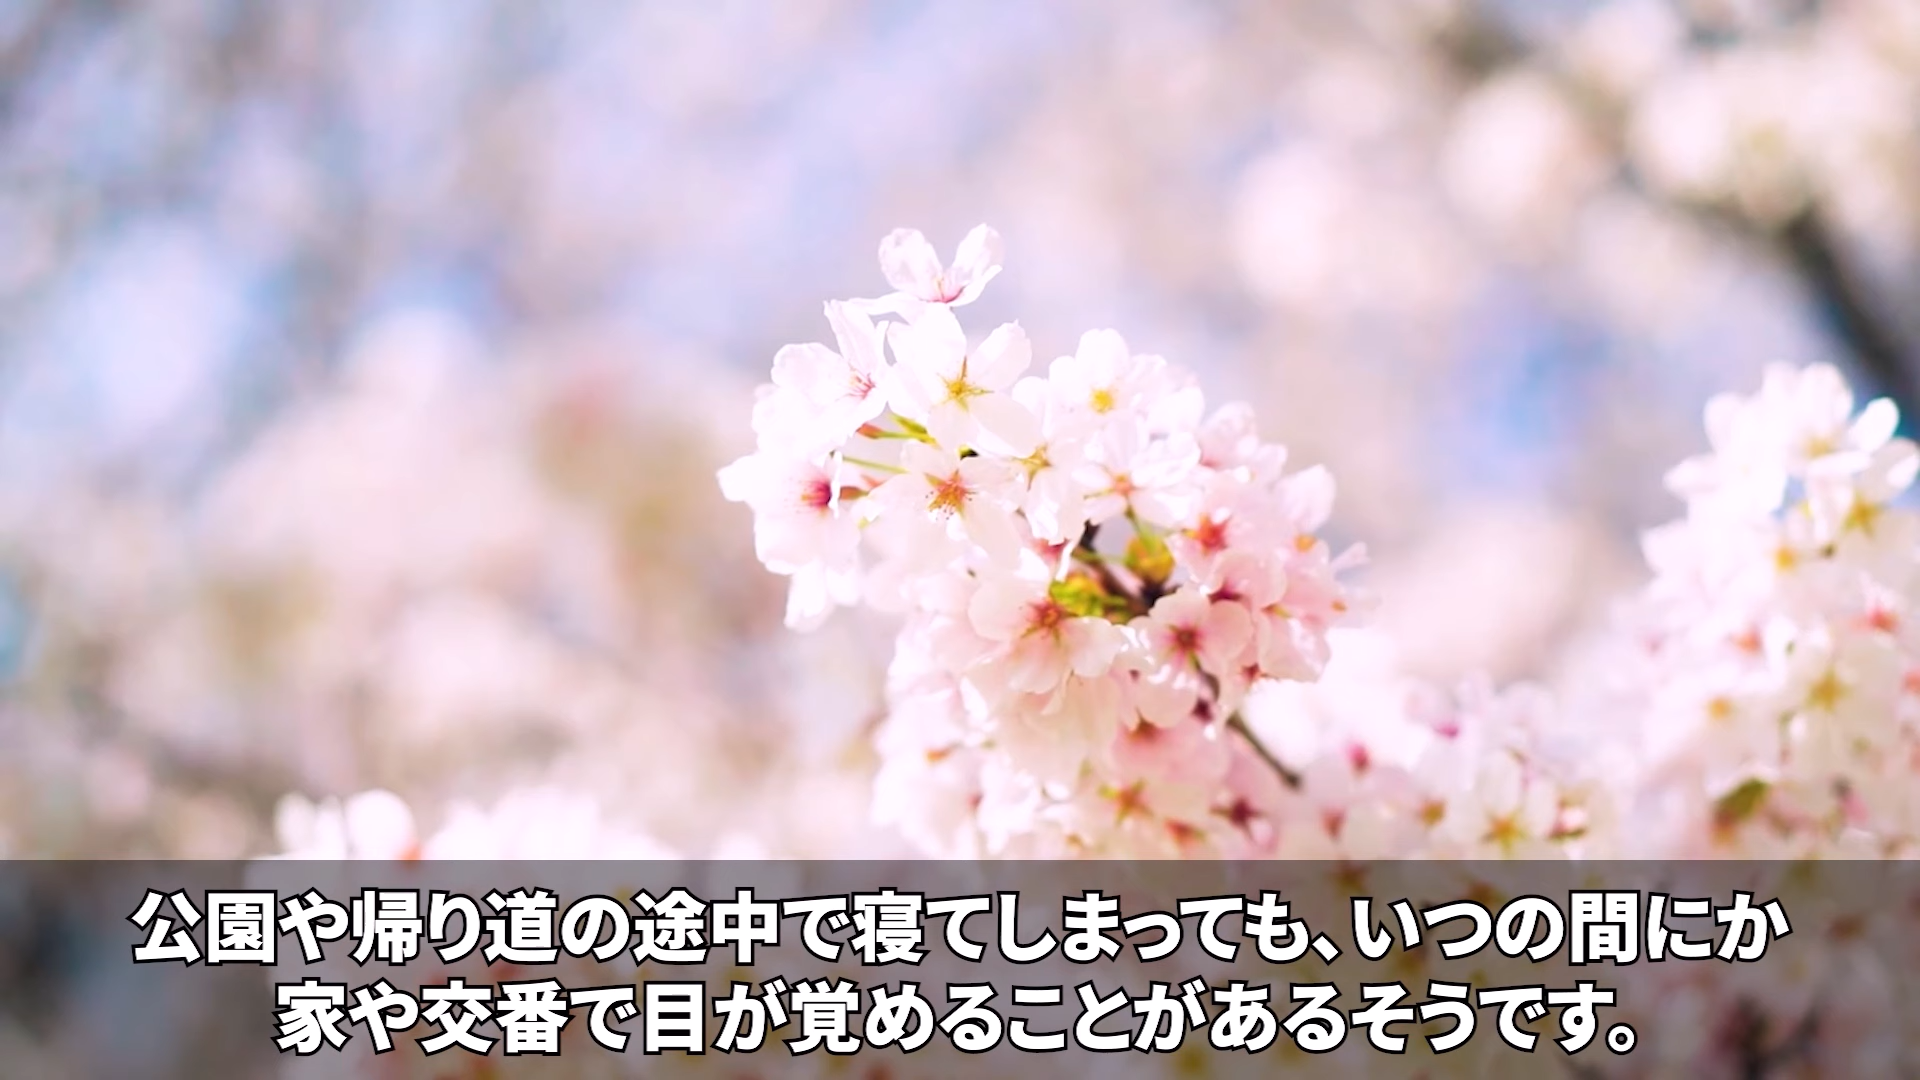 公園や帰り道の途中で寝てしまっても、いつの間にか
家や交番で目が覚めることがあるそうです。